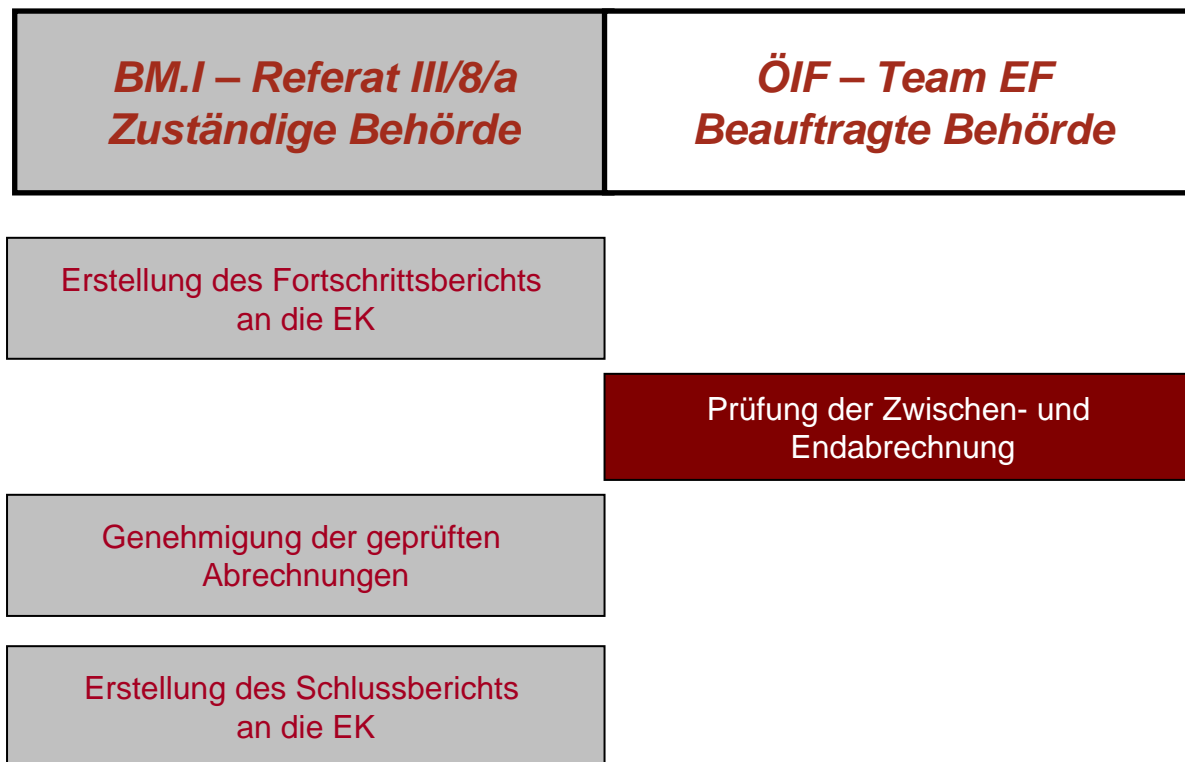 BM.I – Referat III/8/a
Zuständige Behörde
ÖIF – Team EF
Beauftragte Behörde
Erstellung des Fortschrittsberichts
an die EK
Prüfung der Zwischen- und
Endabrechnung
Genehmigung der geprüften
Abrechnungen
Erstellung des Schlussberichts
an die EK